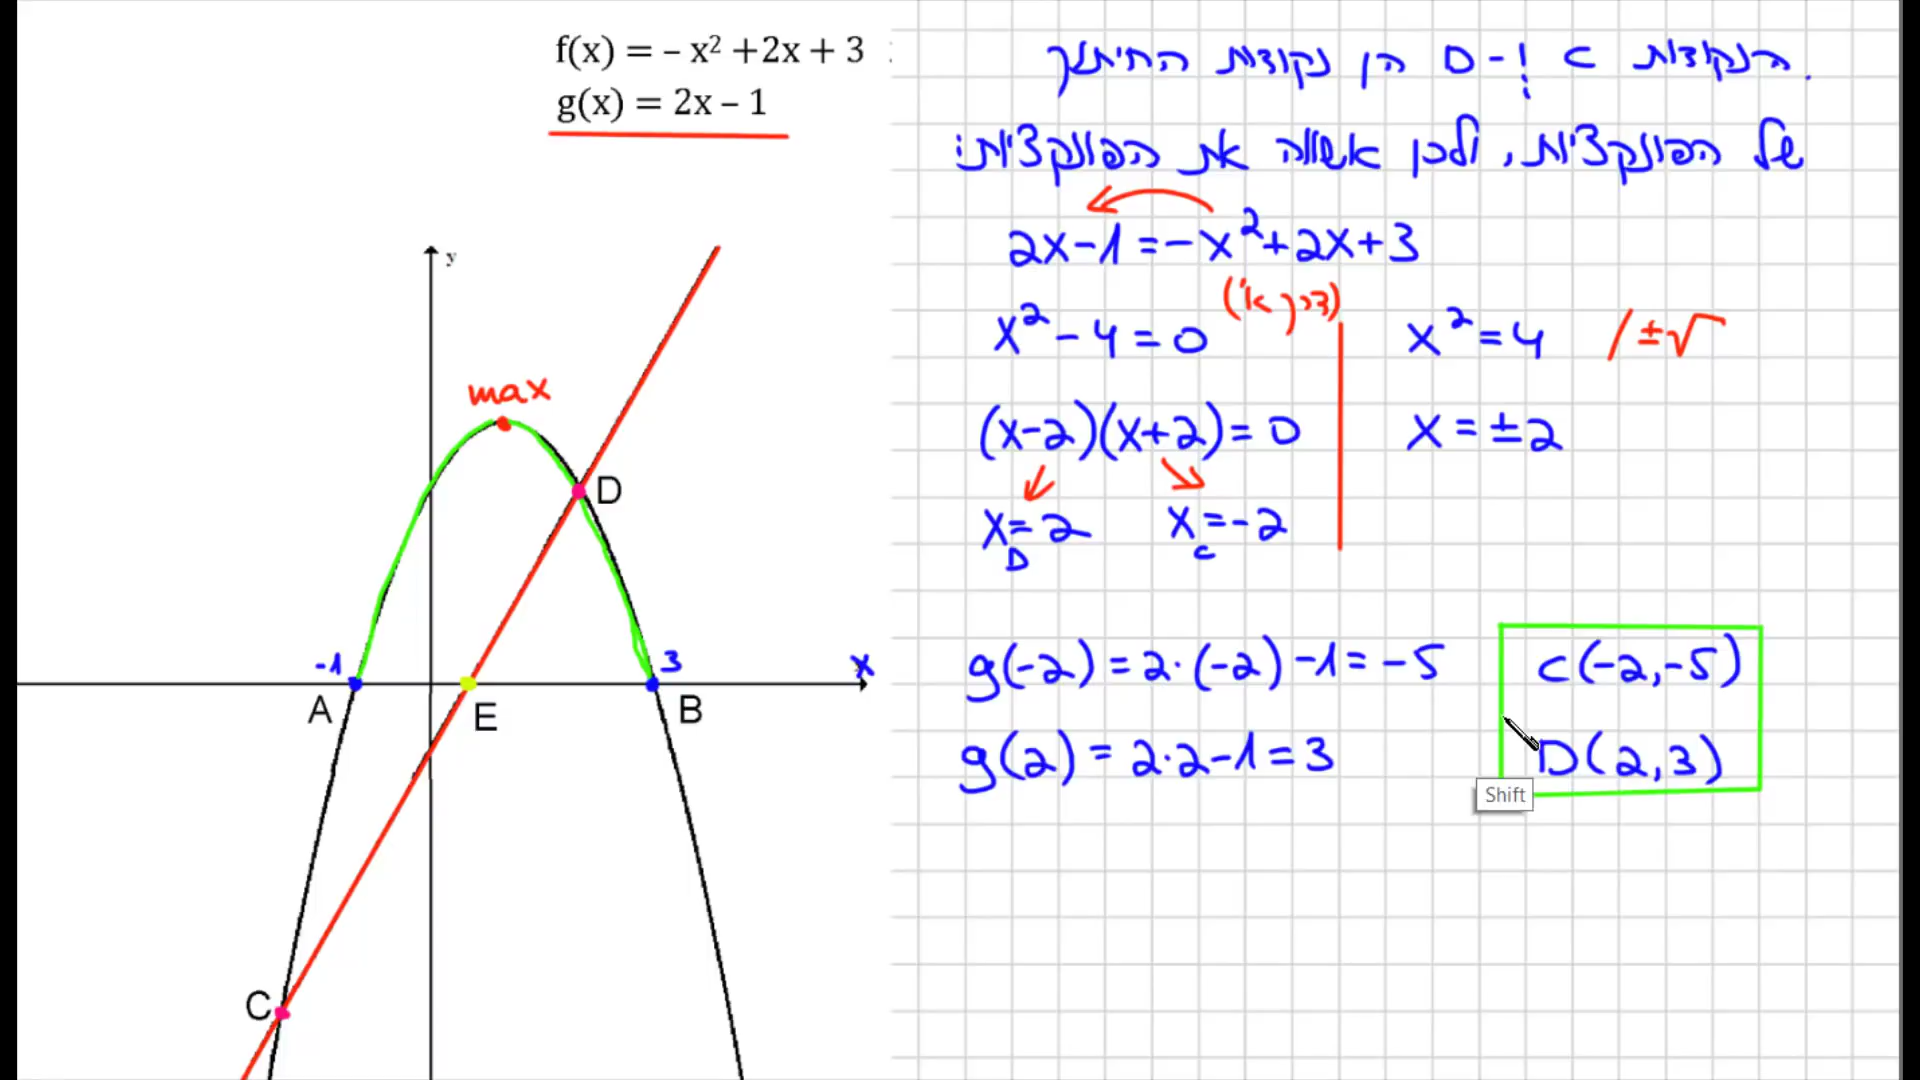 f(x) = – x² +2x + 3
g(x) = 2x – 1
y
max
D
-1
3
x
A
E
B
C
הנקודות C ו-D הן נקודות החיתוך
של הפונקציות, ולכן אשווה את הפונקציות:
2x-1=-x²+2x+3
(דרך א')
x²-4=0
x²=4 /±√
(x-2)(x+2)=0
x=±2
x_D=2 x_C=-2
g(-2)=2·(-2)-1=-5
C(-2,-5)
g(2)=2·2-1=3
D(2,3)
Shift